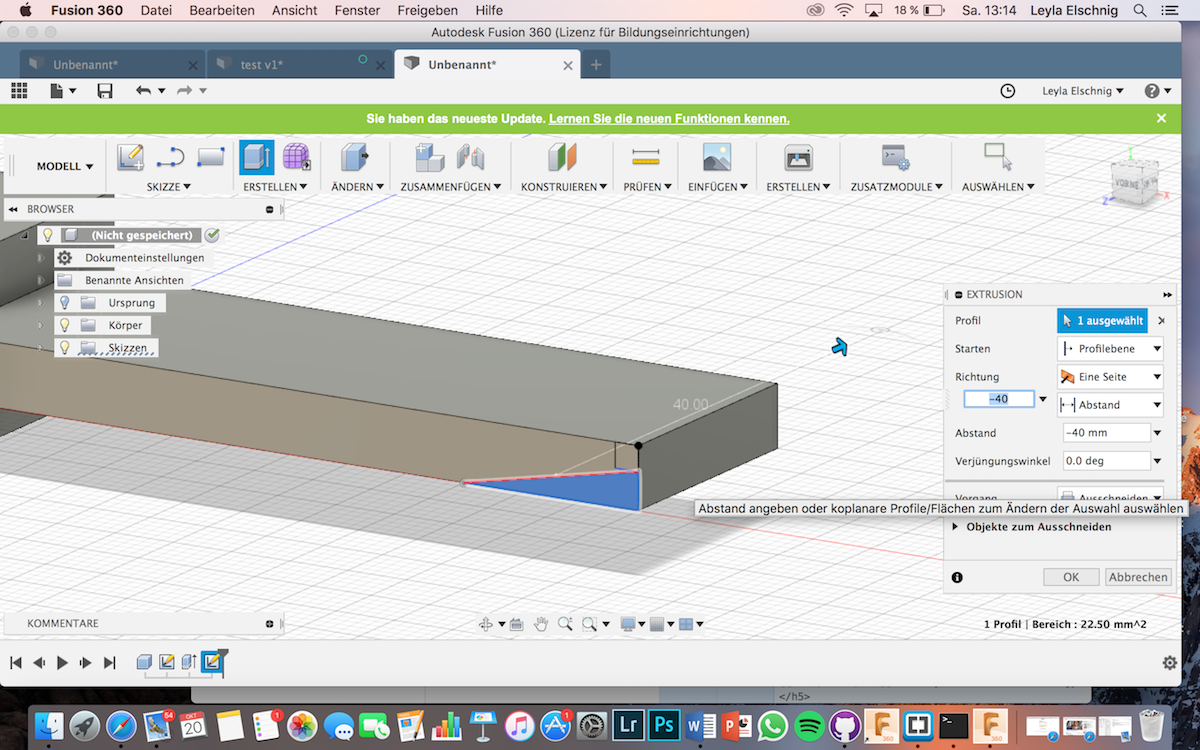 Fusion 360 Datei Bearbeiten Ansicht Fenster Freigeben Hilfe 18 % Sa. 13:14 Leyla Elschnig
Autodesk Fusion 360 (Lizenz für Bildungseinrichtungen)
Unbenannt* test v1* Unbenannt*
Leyla Elschnig
Sie haben das neueste Update. Lernen Sie die neuen Funktionen kennen.
MODELL
SKIZZE ERSTELLEN ÄNDERN ZUSAMMENFÜGEN KONSTRUIEREN PRÜFEN EINFÜGEN ERSTELLEN ZUSATZMODULE AUSWÄHLEN
VORNE
Z X
BROWSER
(Nicht gespeichert)
Dokumenteinstellungen
Benannte Ansichten
Ursprung
Körper
Skizzen
40.00
EXTRUSION
Profil 1 ausgewählt
Starten Profilebene
Richtung Eine Seite
-40 Abstand
Abstand -40 mm
Verjüngungswinkel 0.0 deg
Vorgang Ausschneiden
Abstand angeben oder koplanare Profile/Flächen zum Ändern der Auswahl auswählen
Objekte zum Ausschneiden
OK Abbrechen
KOMMENTARE
1 Profil | Bereich : 22.50 mm^2
</h5>
64 OKT 20 1 1 Lr Ps W P F 360 F 360